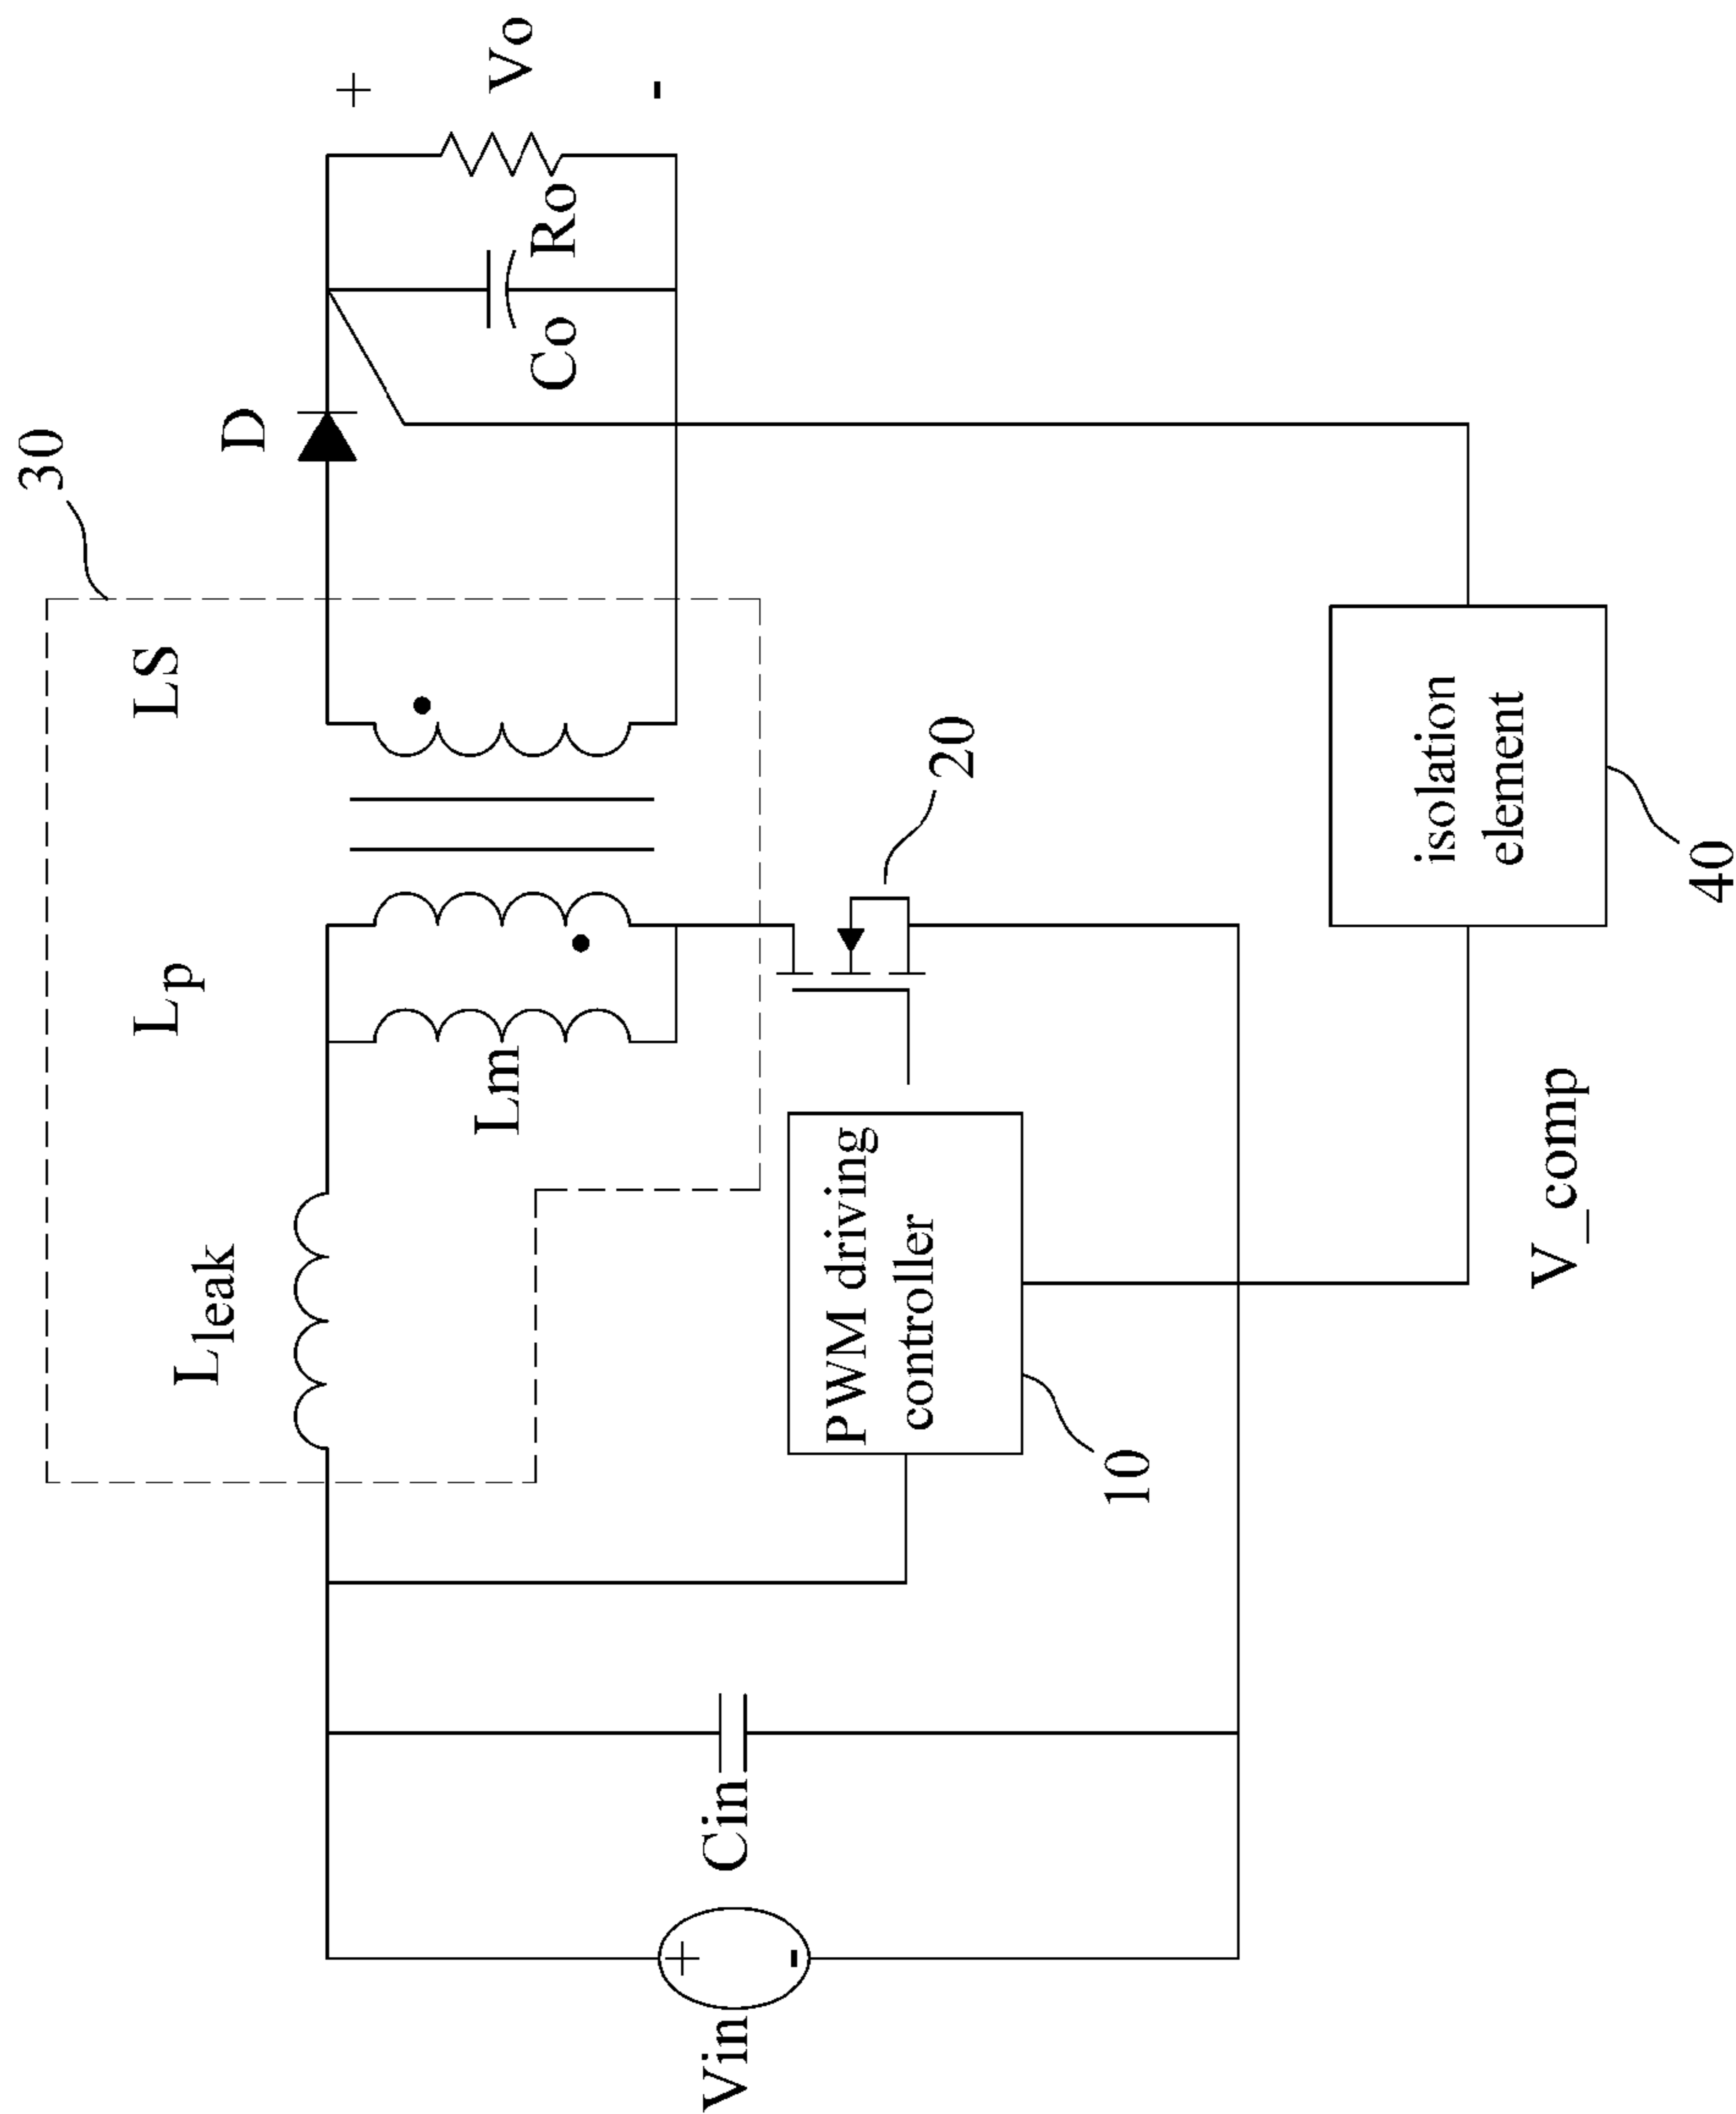 30
LS
Lp
Lleak
D
+
Vo
-
Co
Ro
Lm
20
PWM driving
controller
10
Vin
+
-
Cin
isolation
element
40
V_comp